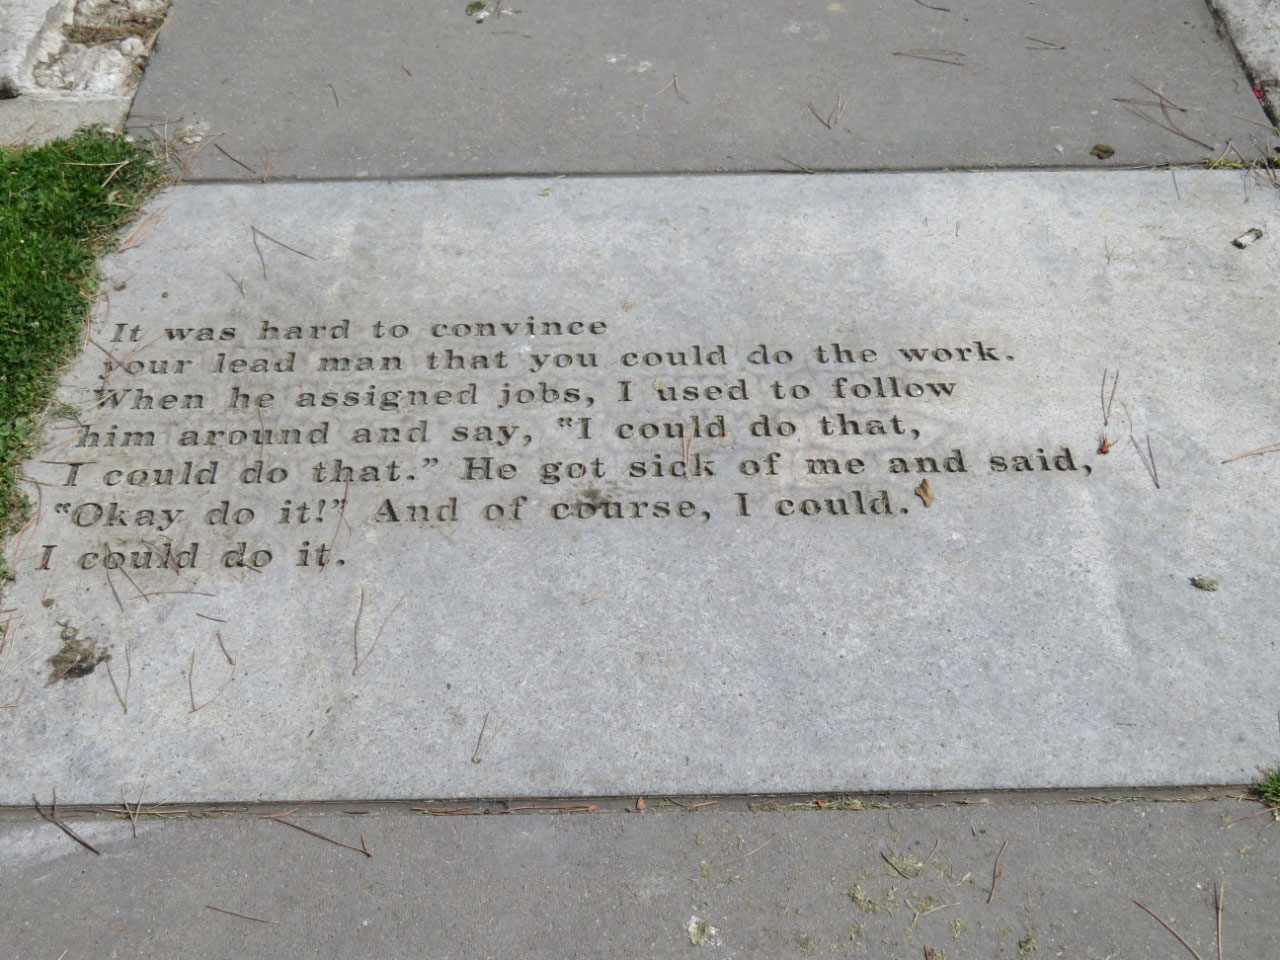 It was hard to convince
your lead man that you could do the work.
When he assigned jobs, I used to follow
him around and say, “I could do that,
I could do that.” He got sick of me and said,
“Okay do it!” And of course, I could.
I could do it.